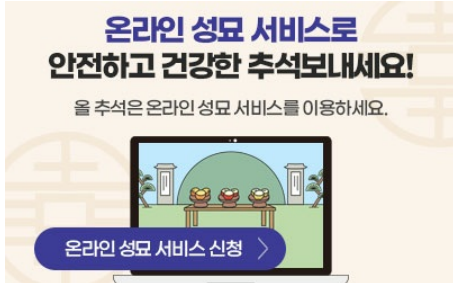 온라인 성묘 서비스로
안전하고 건강한 추석보내세요!
올 추석은 온라인 성묘 서비스를 이용하세요.
온라인 성묘 서비스 신청